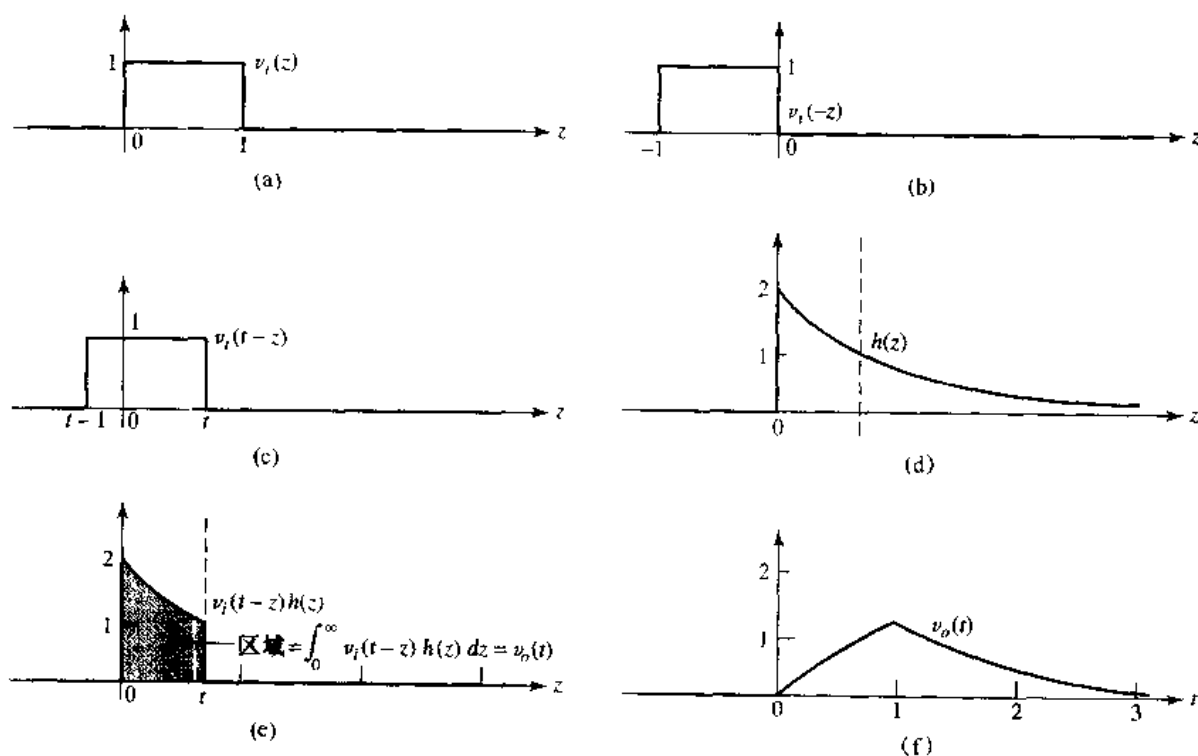 1
v_i(z)
0
1
z
(a)
1
v_i(-z)
-1
0
z
(b)
1
v_i(t-z)
t-1
0
t
z
(c)
2
1
h(z)
0
z
(d)
2
1
v_i(t-z)h(z)
区域=∫_0^∞ v_i(t-z) h(z) dz = v_o(t)
0
t
z
(e)
2
1
v_o(t)
0
1
2
3
t
(f)